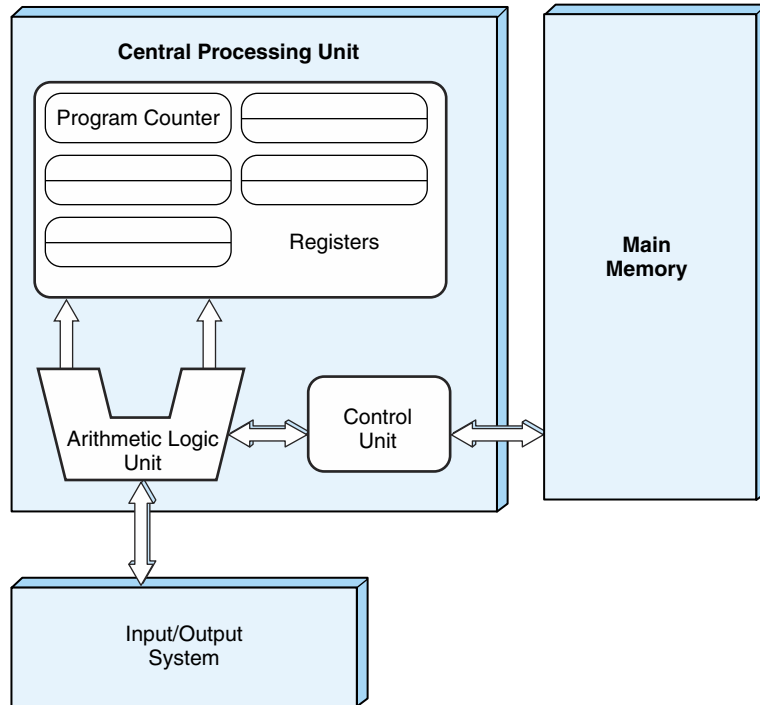 Central Processing Unit
Program Counter
Registers
Main
Memory
Arithmetic Logic
Unit
Control
Unit
Input/Output
System